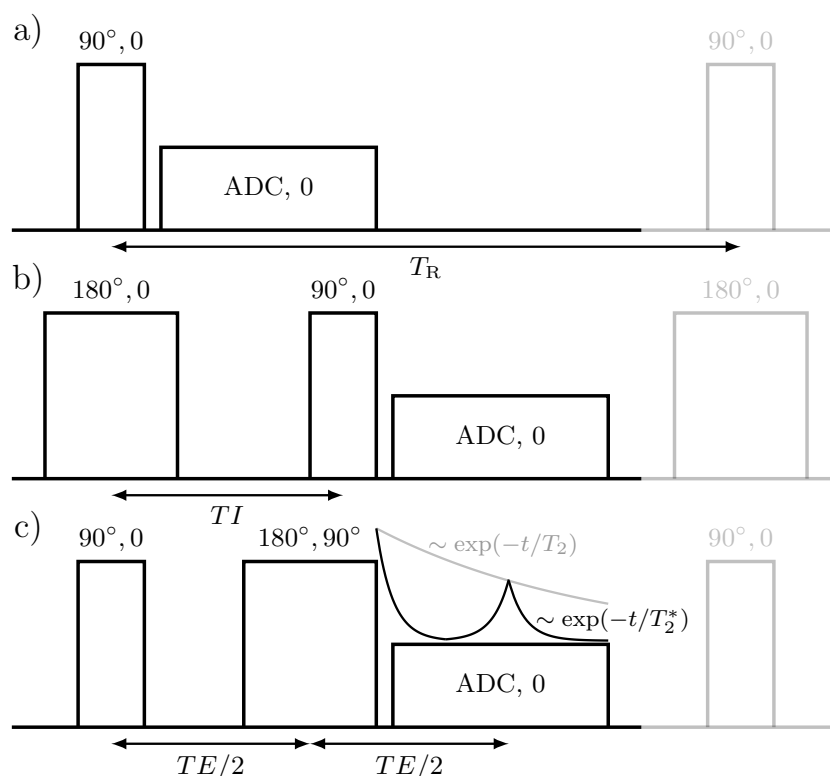 a)
90°, 0
90°, 0
ADC, 0
T_R
b)
180°, 0
90°, 0
180°, 0
ADC, 0
TI
c)
90°, 0
180°, 90°
∼ exp(−t/T_2)
90°, 0
∼ exp(−t/T_2^*)
ADC, 0
TE/2
TE/2